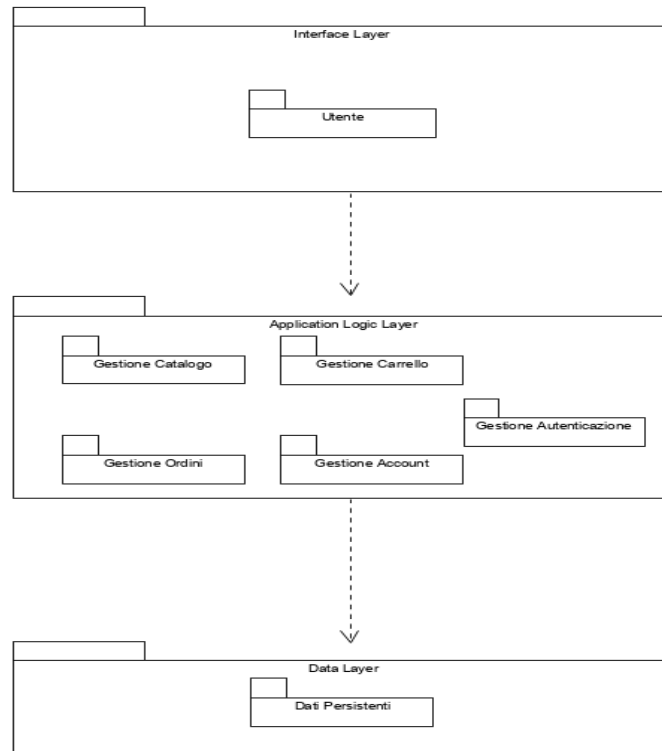 Interface Layer
Utente
Application Logic Layer
Gestione Catalogo
Gestione Carrello
Gestione Autenticazione
Gestione Ordini
Gestione Account
Data Layer
Dati Persistenti